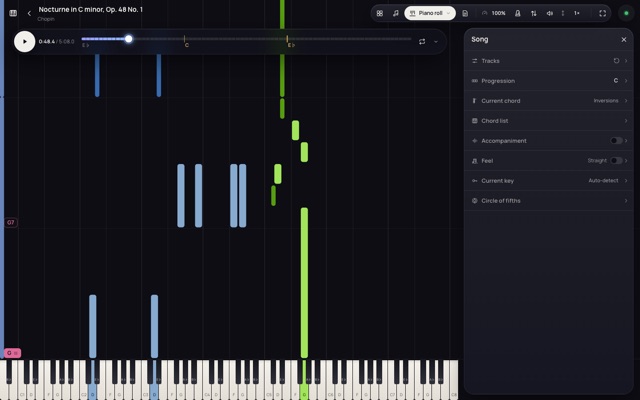 Nocturne in C minor, Op. 48 No. 1
Chopin
Piano roll
100%
1×
0:48.4 / 5:08.0
E♭
C
E♭
Song
Tracks
Progression
C
Current chord
Inversions
Chord list
Accompaniment
Feel
Straight
Current key
Auto-detect
Circle of fifths
G7
G